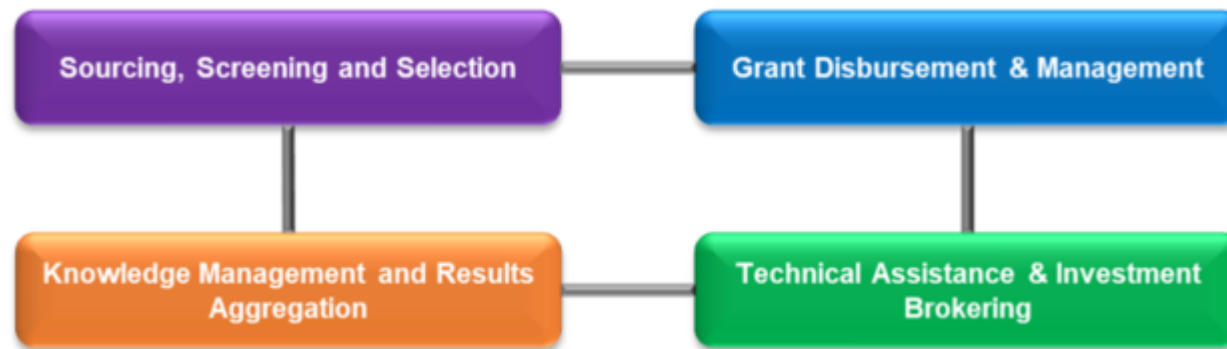 Sourcing, Screening and Selection
Grant Disbursement & Management
Knowledge Management and Results
Aggregation
Technical Assistance & Investment
Brokering